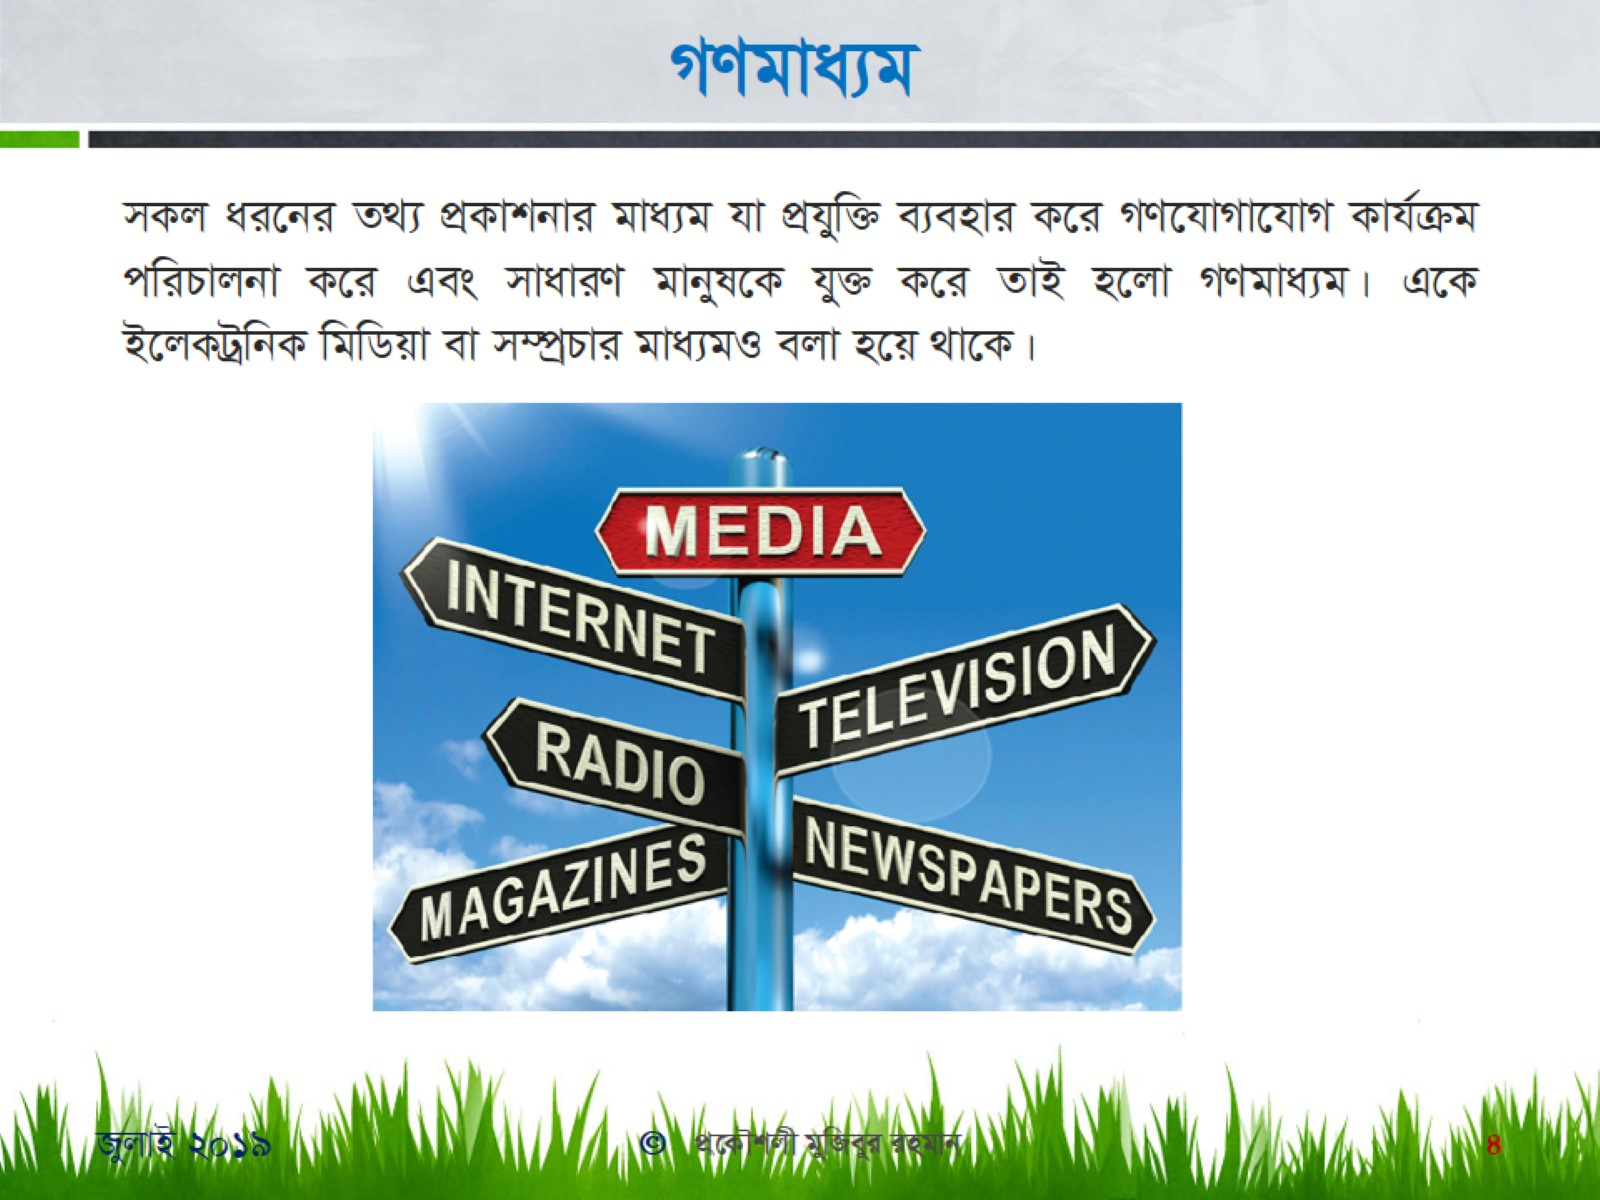 গণমাধ্যম
সকল ধরনের তথ্য প্রকাশনার মাধ্যম যা প্রযুক্তি ব্যবহার করে গণযোগাযোগ কার্যক্রম
পরিচালনা করে এবং সাধারণ মানুষকে যুক্ত করে তাই হলো গণমাধ্যম। একে
ইলেকট্রনিক মিডিয়া বা সম্প্রচার মাধ্যমও বলা হয়ে থাকে।
MEDIA
INTERNET
TELEVISION
RADIO
NEWSPAPERS
MAGAZINES
জুলাই ২০১৯ © প্রকৌশলী মুজিবুর রহমান ৪